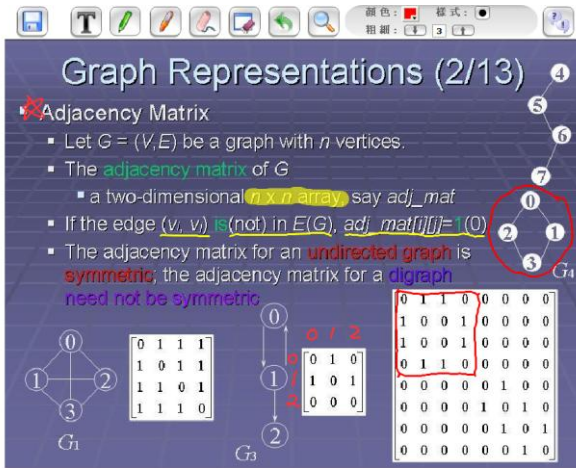 顏色：
樣式：
粗細：
3
T
Graph Representations (2/13)
Adjacency Matrix
Let G = (V,E) be a graph with n vertices.
The adjacency matrix of G
a two-dimensional n x n array, say adj_mat
If the edge (vi, vj) is(not) in E(G), adj_mat[i][j]=1(0)
The adjacency matrix for an undirected graph is
symmetric; the adjacency matrix for a digraph
need not be symmetric
4
5
6
7
0
2 1
3
G4
0
1 2
3
G1
0 1 1 1
1 0 1 1
1 1 0 1
1 1 1 0
0
1
2
G3
0 1 2
0 0 1 0
1 1 0 1
2 0 0 0
0 1 1 0 0 0 0 0
1 0 0 1 0 0 0 0
1 0 0 1 0 0 0 0
0 1 1 0 0 0 0 0
0 0 0 0 0 1 0 0
0 0 0 0 1 0 1 0
0 0 0 0 0 1 0 1
0 0 0 0 0 0 1 0